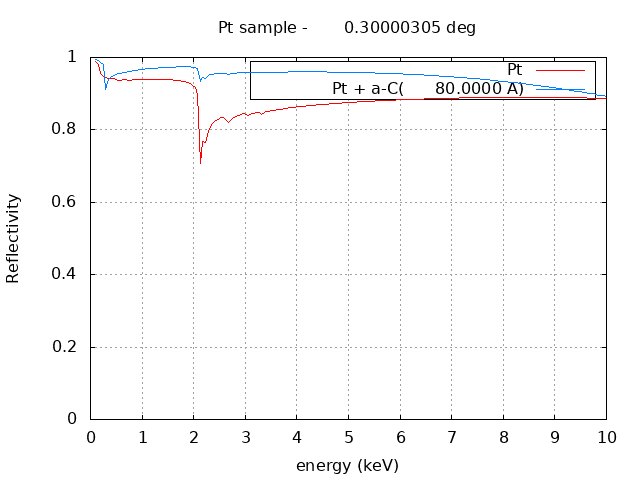 Pt sample - 0.30000305 deg
1
0.8
0.6
0.4
0.2
0
Reflectivity
Pt
Pt + a-C( 80.0000 A)
0 1 2 3 4 5 6 7 8 9 10
energy (keV)